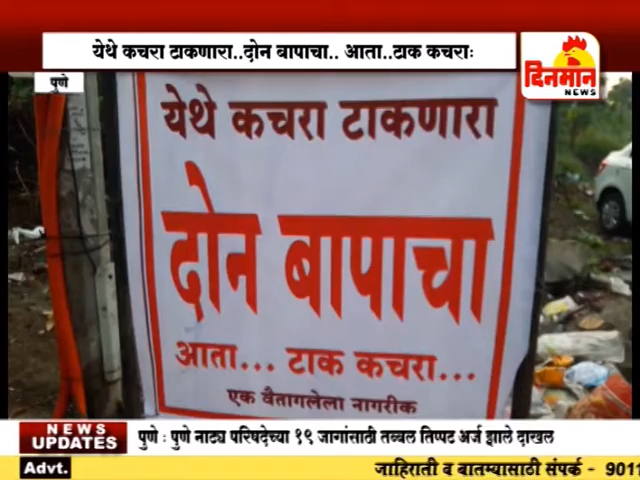 येथे कचरा टाकणारा..दोन बापाचा.. आता..टाक कचराः
दिनमान
NEWS
पुणे
येथे कचरा टाकणारा
दोन बापाचा
आता... टाक कचरा...
एक वैतागलेला नागरीक
NEWS
UPDATES
पुणे : पुणे नाट्य परिषदेच्या १९ जागांसाठी तब्बल तिप्पट अर्ज झाले दाखल
Advt.
जाहिराती व बातम्यासाठी संपर्क - 9011